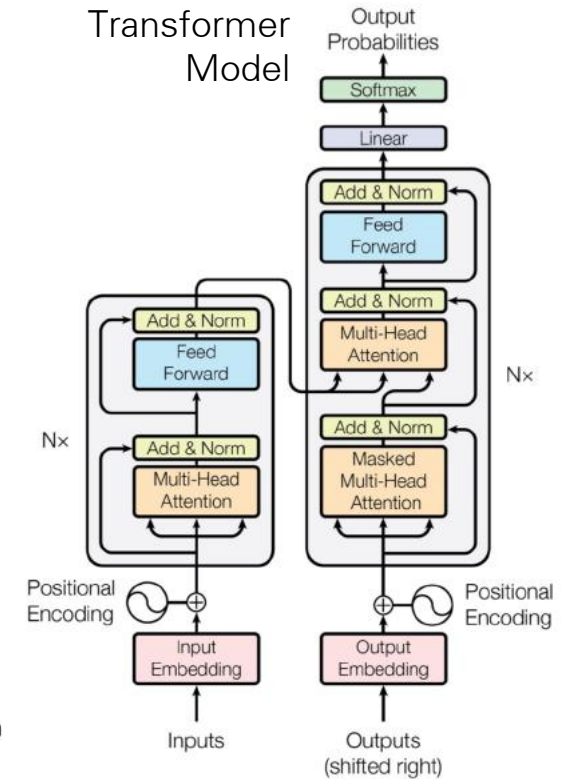 Transformer
Model
Output
Probabilities
Softmax
Linear
Add & Norm
Feed
Forward
Add & Norm
Multi-Head
Attention
Nx
Add & Norm
Masked
Multi-Head
Attention
Add & Norm
Feed
Forward
Nx
Add & Norm
Multi-Head
Attention
Positional
Encoding
Positional
Encoding
Input
Embedding
Output
Embedding
Inputs
Outputs
(shifted right)